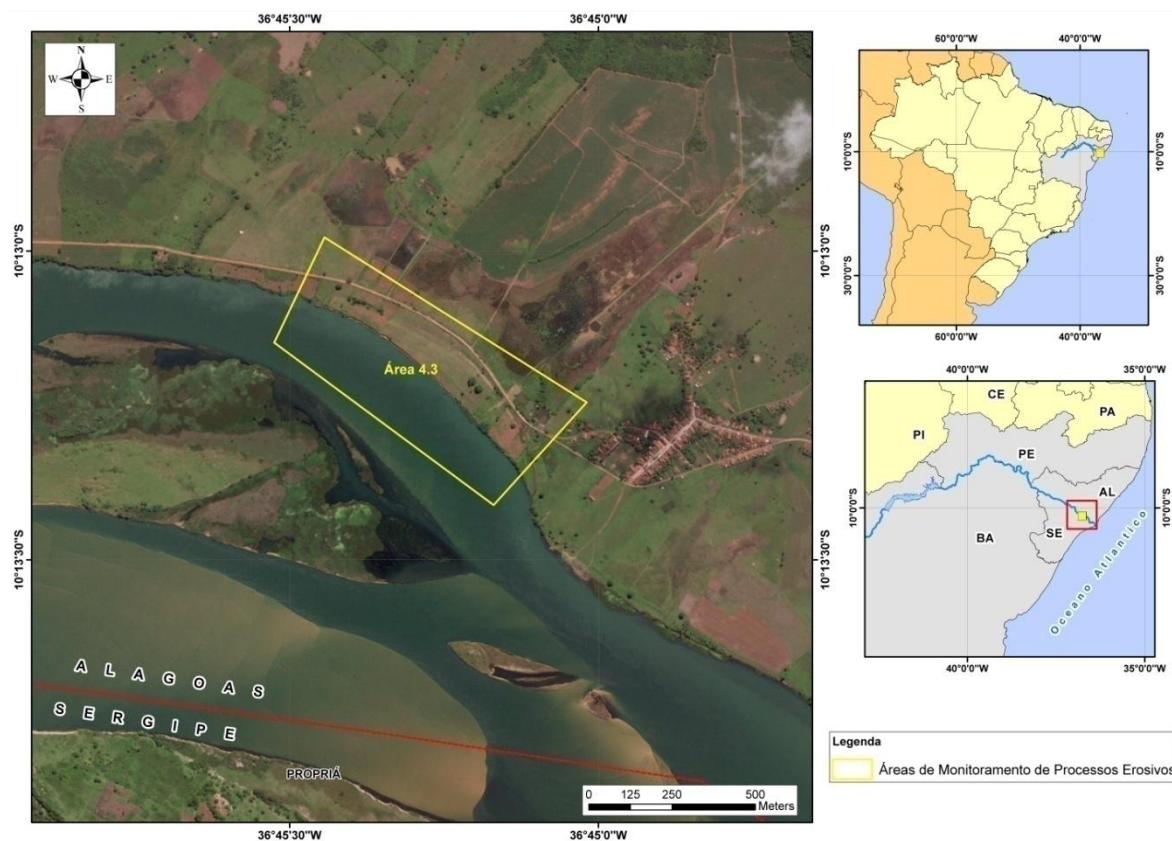 36°45'30"W
36°45'0"W
N
W
E
S
10°13'0"S
10°13'0"S
Área 4.3
10°13'30"S
10°13'30"S
ALAGOAS
SERGIPE
PROPRIÁ
0 125 250 500
Meters
36°45'30"W
36°45'0"W
60°0'0"W
40°0'0"W
10°0'0"S
10°0'0"S
30°0'0"S
30°0'0"S
60°0'0"W
40°0'0"W
40°0'0"W
35°0'0"W
CE
PA
PI
PE
AL
10°0'0"S
10°0'0"S
SE
BA
Oceano Atlantico
40°0'0"W
35°0'0"W
Legenda
Áreas de Monitoramento de Processos Erosivos